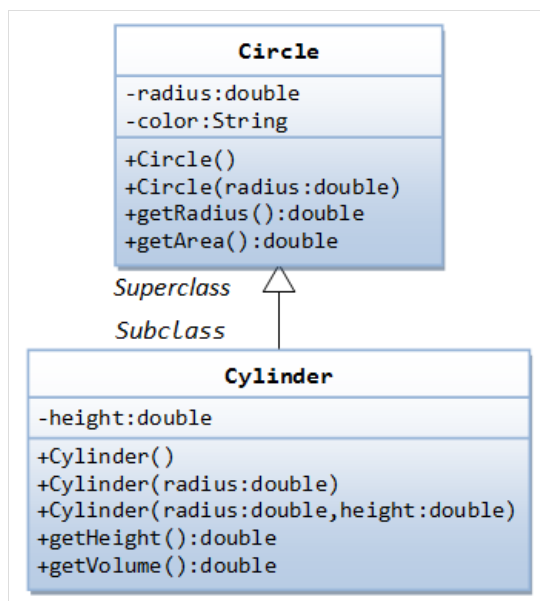 Circle
-radius:double
-color:String
+Circle()
+Circle(radius:double)
+getRadius():double
+getArea():double
Superclass
Subclass
Cylinder
-height:double
+Cylinder()
+Cylinder(radius:double)
+Cylinder(radius:double,height:double)
+getHeight():double
+getVolume():double